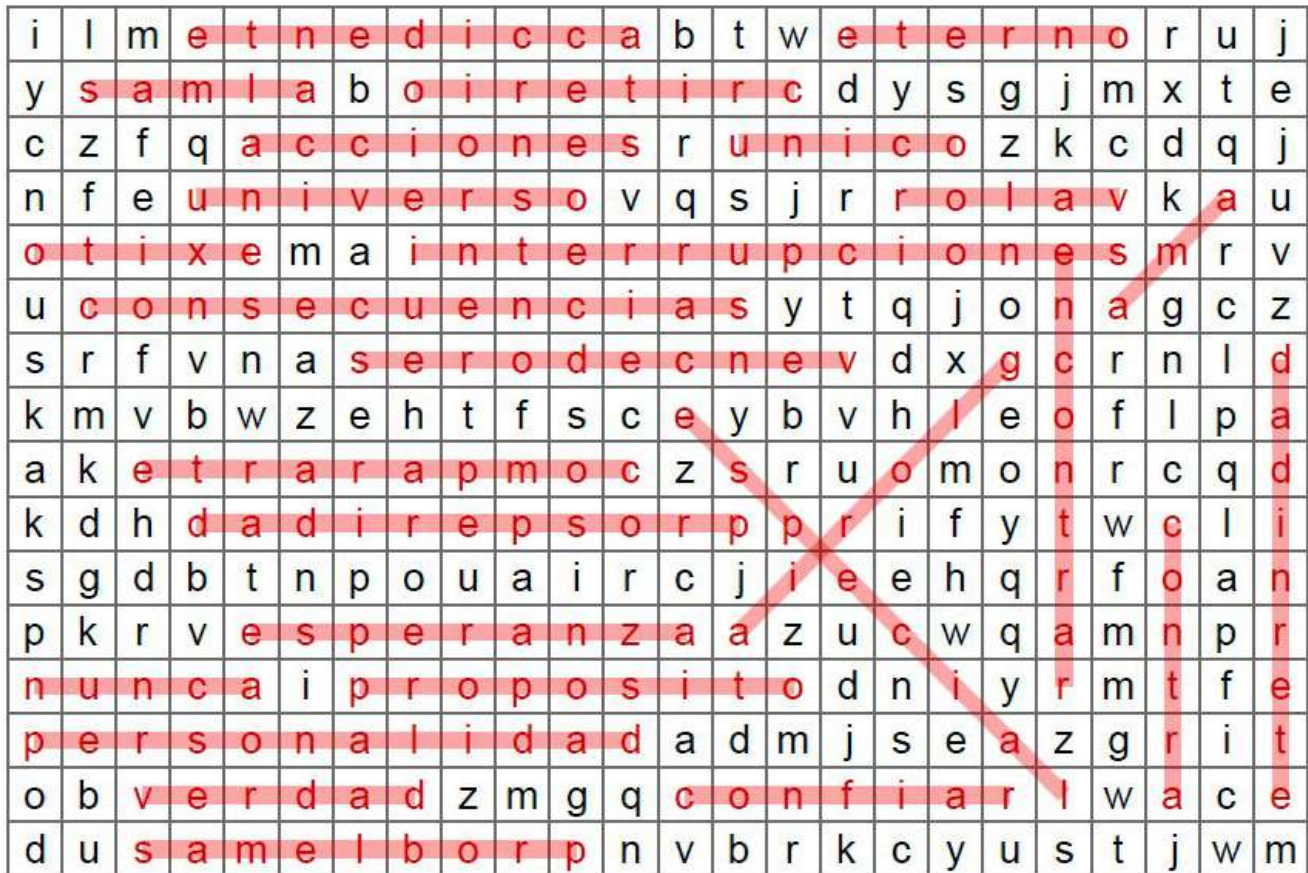 i l m e t n e d i c c a b t w e t e r n o r u j
y s a m l a b o i r e t i r c d y s g j m x t e
c z f q a c c i o n e s r u n i c o z k c d q j
n f e u n i v e r s o v q s j r r o l a v k a u
o t i x e m a i n t e r r u p c i o n e s m r v
u c o n s e c u e n c i a s y t q j o n a g c z
s r f v n a s e r o d e c n e v d x g c r n l d
k m v b w z e h t f s c e y b v h l e o f l p a
a k e t r a r a p m o c z s r u o m o n r c q d
k d h d a d i r e p s o r p p r i f y t w c l i
s g d b t n p o u a i r c j i e e h q r f o a n
p k r v e s p e r a n z a a z u c w q a m n p r
n u n c a i p r o p o s i t o d n i y r m t f e
p e r s o n a l i d a d a d m j s e a z g r i t
o b v e r d a d z m g q c o n f i a r l w a c e
d u s a m e l b o r p n v b r k c y u s t j w m